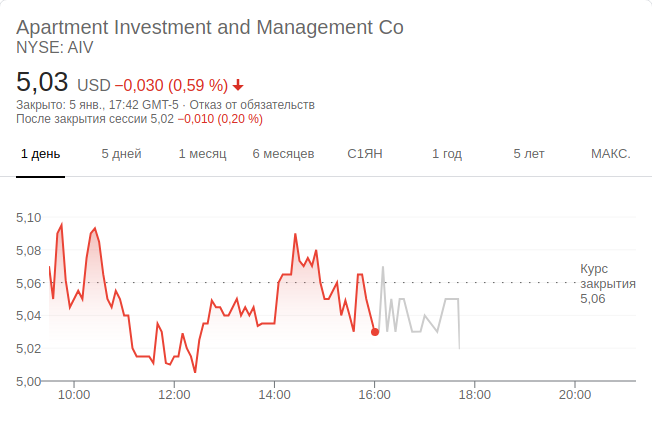 Apartment Investment and Management Co
NYSE: AIV
5,03 USD −0,030 (0,59 %)
Закрыто: 5 янв., 17:42 GMT-5 · Отказ от обязательств
После закрытия сессии 5,02 −0,010 (0,20 %)
1 день 5 дней 1 месяц 6 месяцев С1ЯН 1 год 5 лет МАКС.
5,10
5,08
5,06
5,04
5,02
5,00
Курс
закрытия
5,06
10:00 12:00 14:00 16:00 18:00 20:00